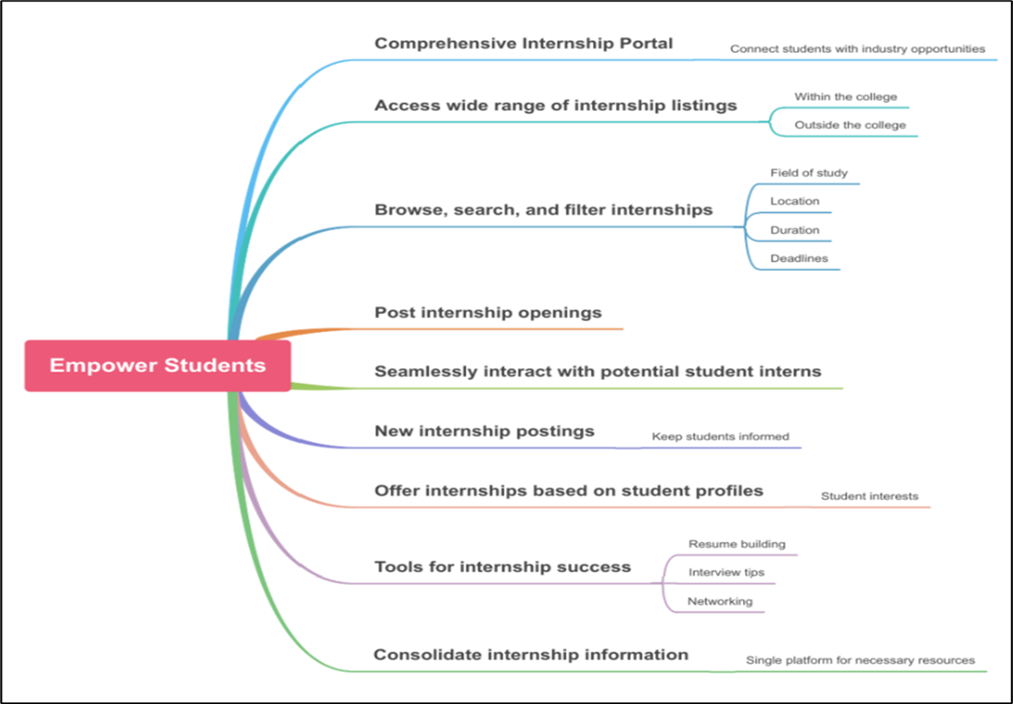 Comprehensive Internship Portal
Connect students with industry opportunities
Access wide range of internship listings
Within the college
Outside the college
Browse, search, and filter internships
Field of study
Location
Duration
Deadlines
Post internship openings
Empower Students
Seamlessly interact with potential student interns
New internship postings
Keep students informed
Offer internships based on student profiles
Student interests
Tools for internship success
Resume building
Interview tips
Networking
Consolidate internship information
Single platform for necessary resources